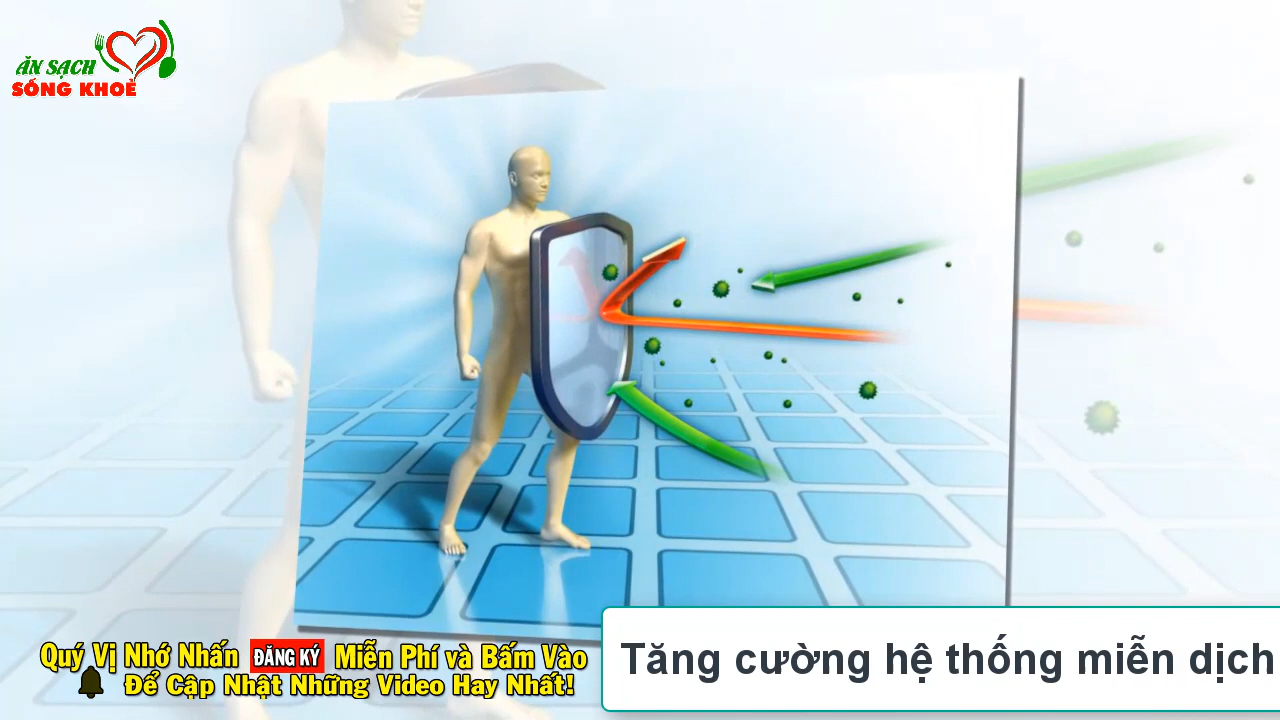 ĂN SẠCH
SỐNG KHOẺ
Quý Vị Nhớ Nhấn ĐĂNG KÝ Miễn Phí và Bấm Vào
Để Cập Nhật Những Video Hay Nhất!
Tăng cường hệ thống miễn dịch